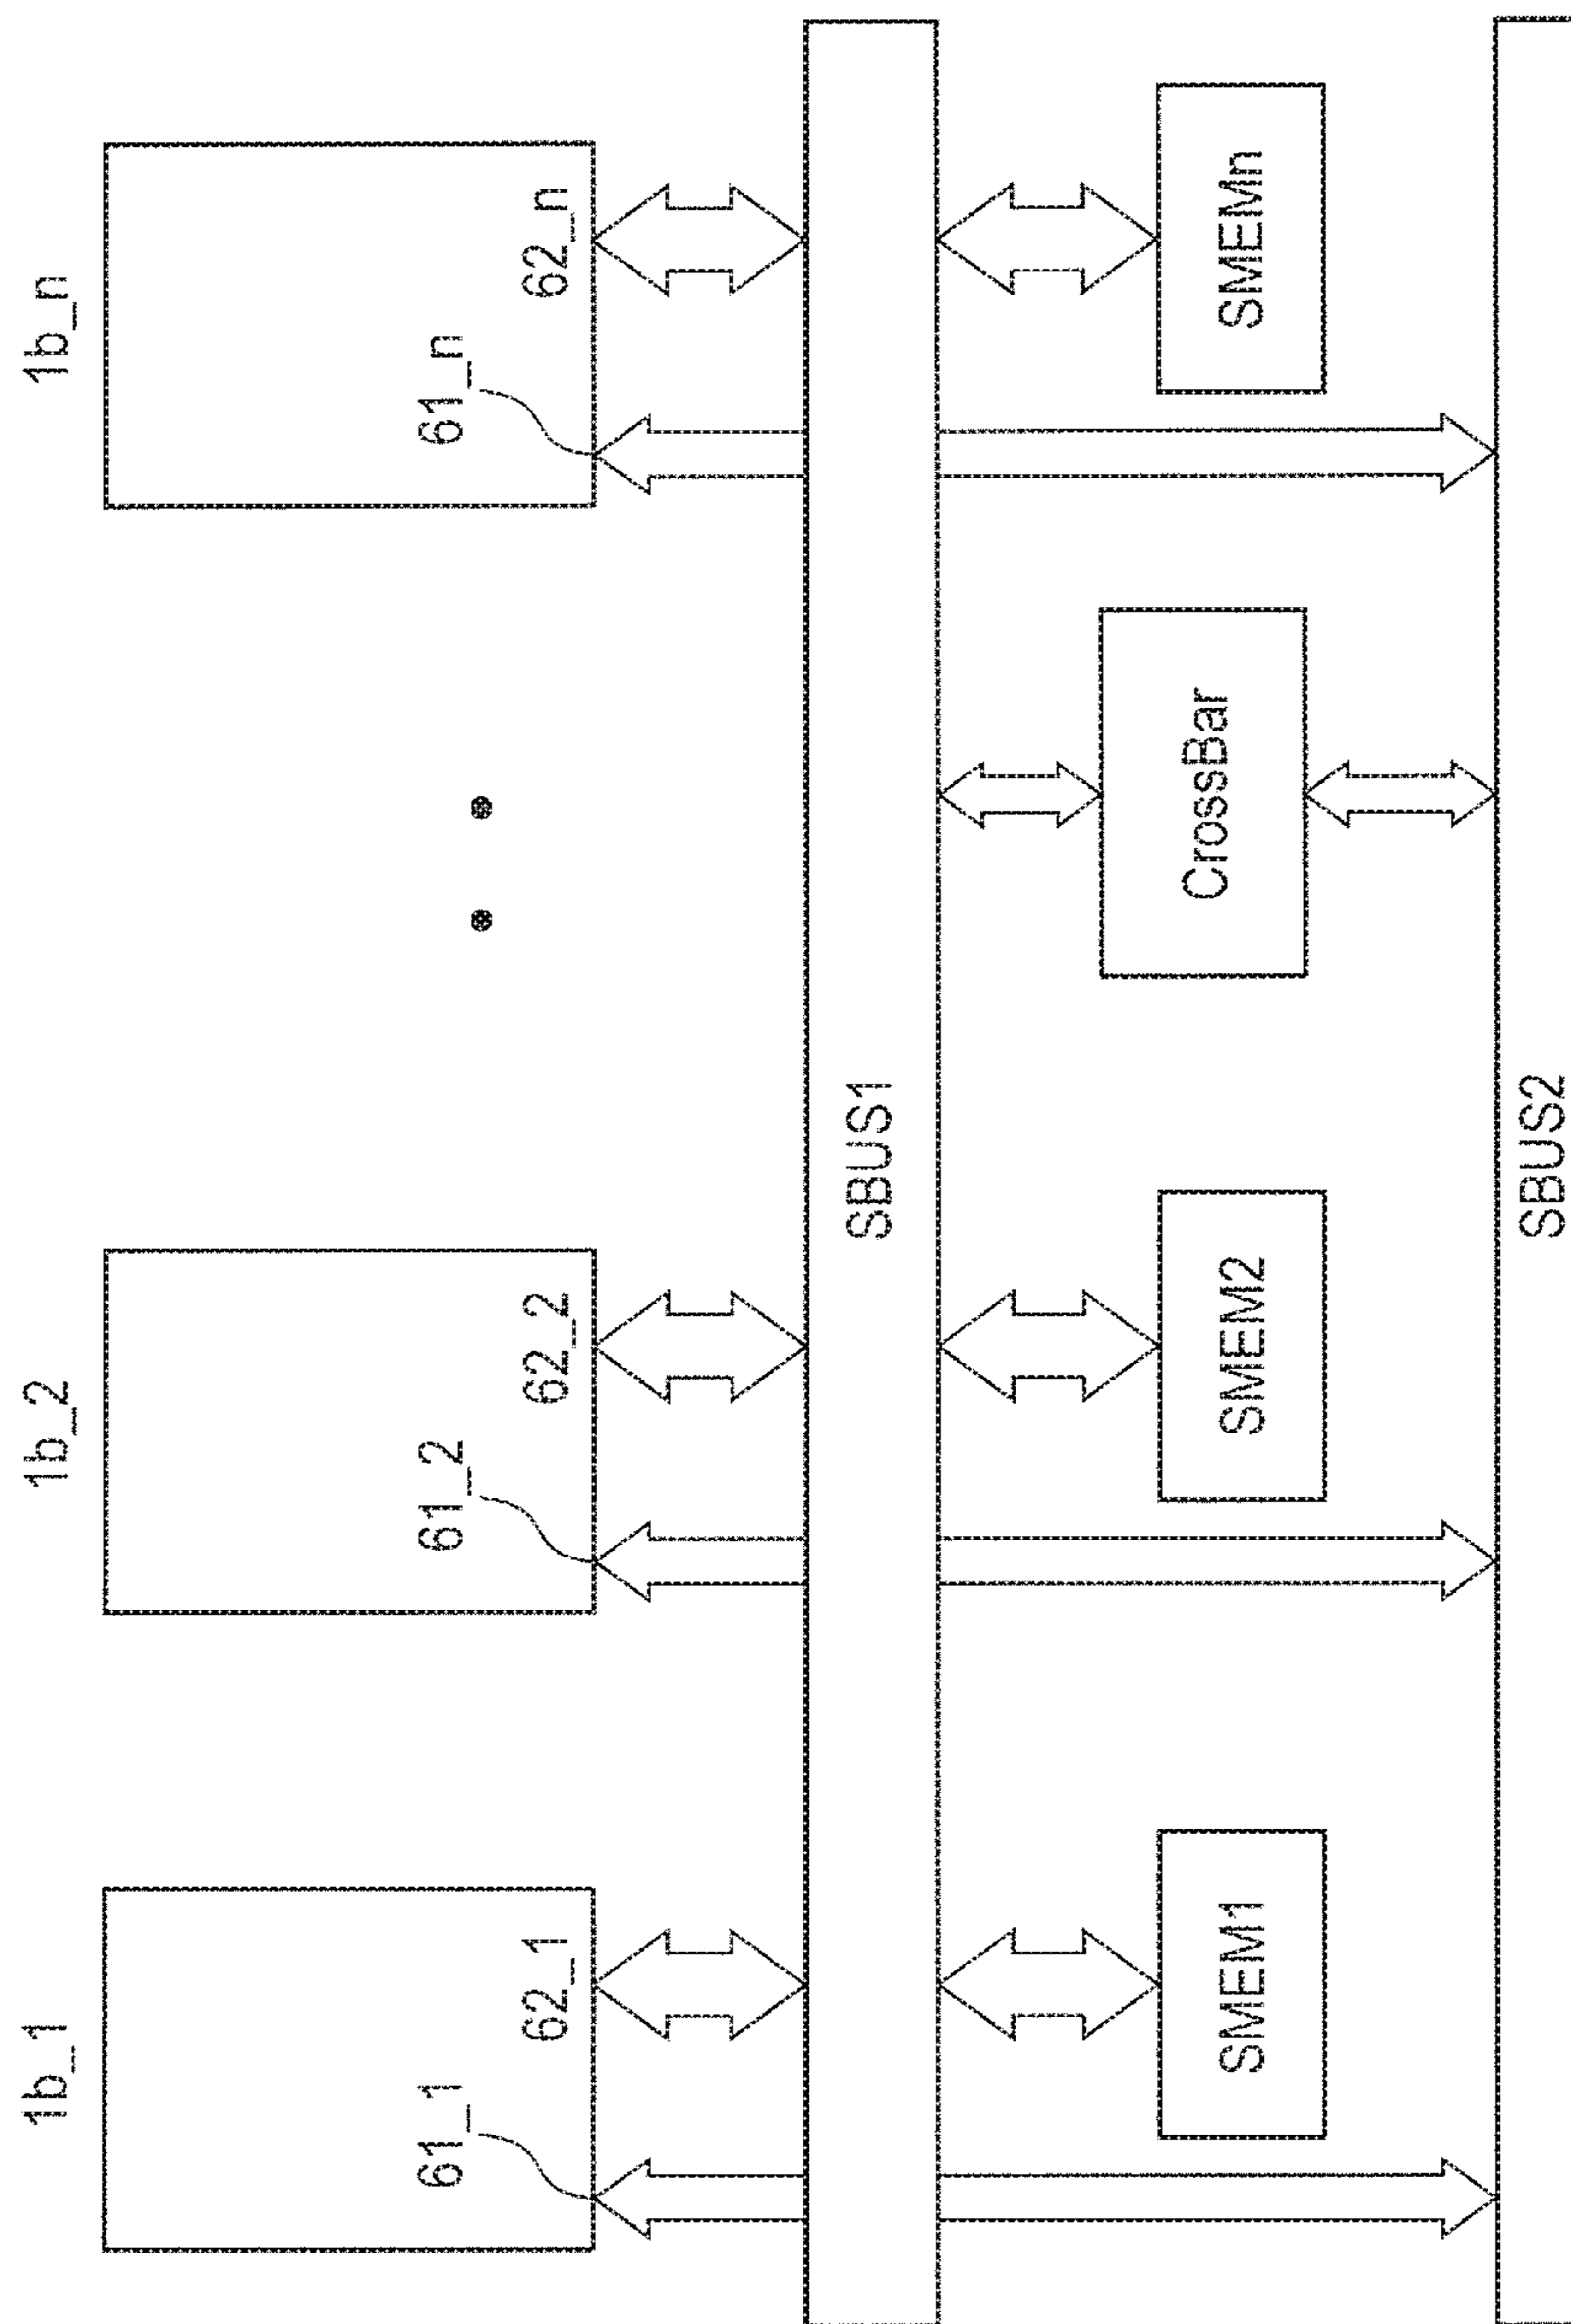 1b_1
1b_2
1b_n
61_1
61_2
61_n
62_1
62_2
62_n
SBUS1
CrossBar
SMEM1
SMEM2
SMEMn
SBUS2